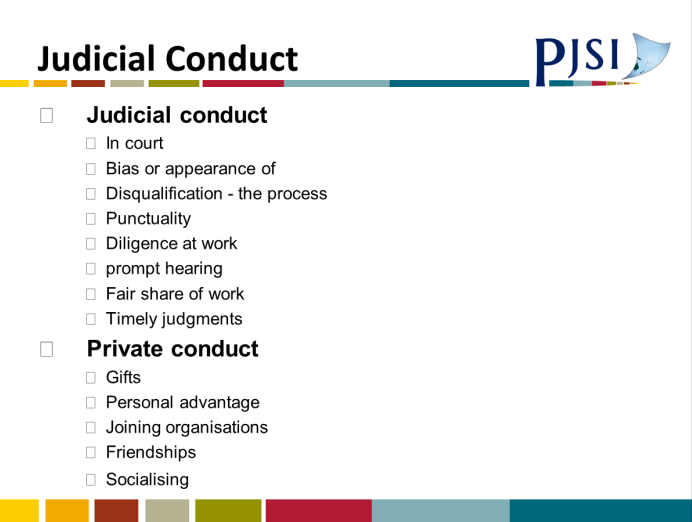 Judicial Conduct
PJSI
Judicial conduct
In court
Bias or appearance of
Disqualification - the process
Punctuality
Diligence at work
prompt hearing
Fair share of work
Timely judgments
Private conduct
Gifts
Personal advantage
Joining organisations
Friendships
Socialising